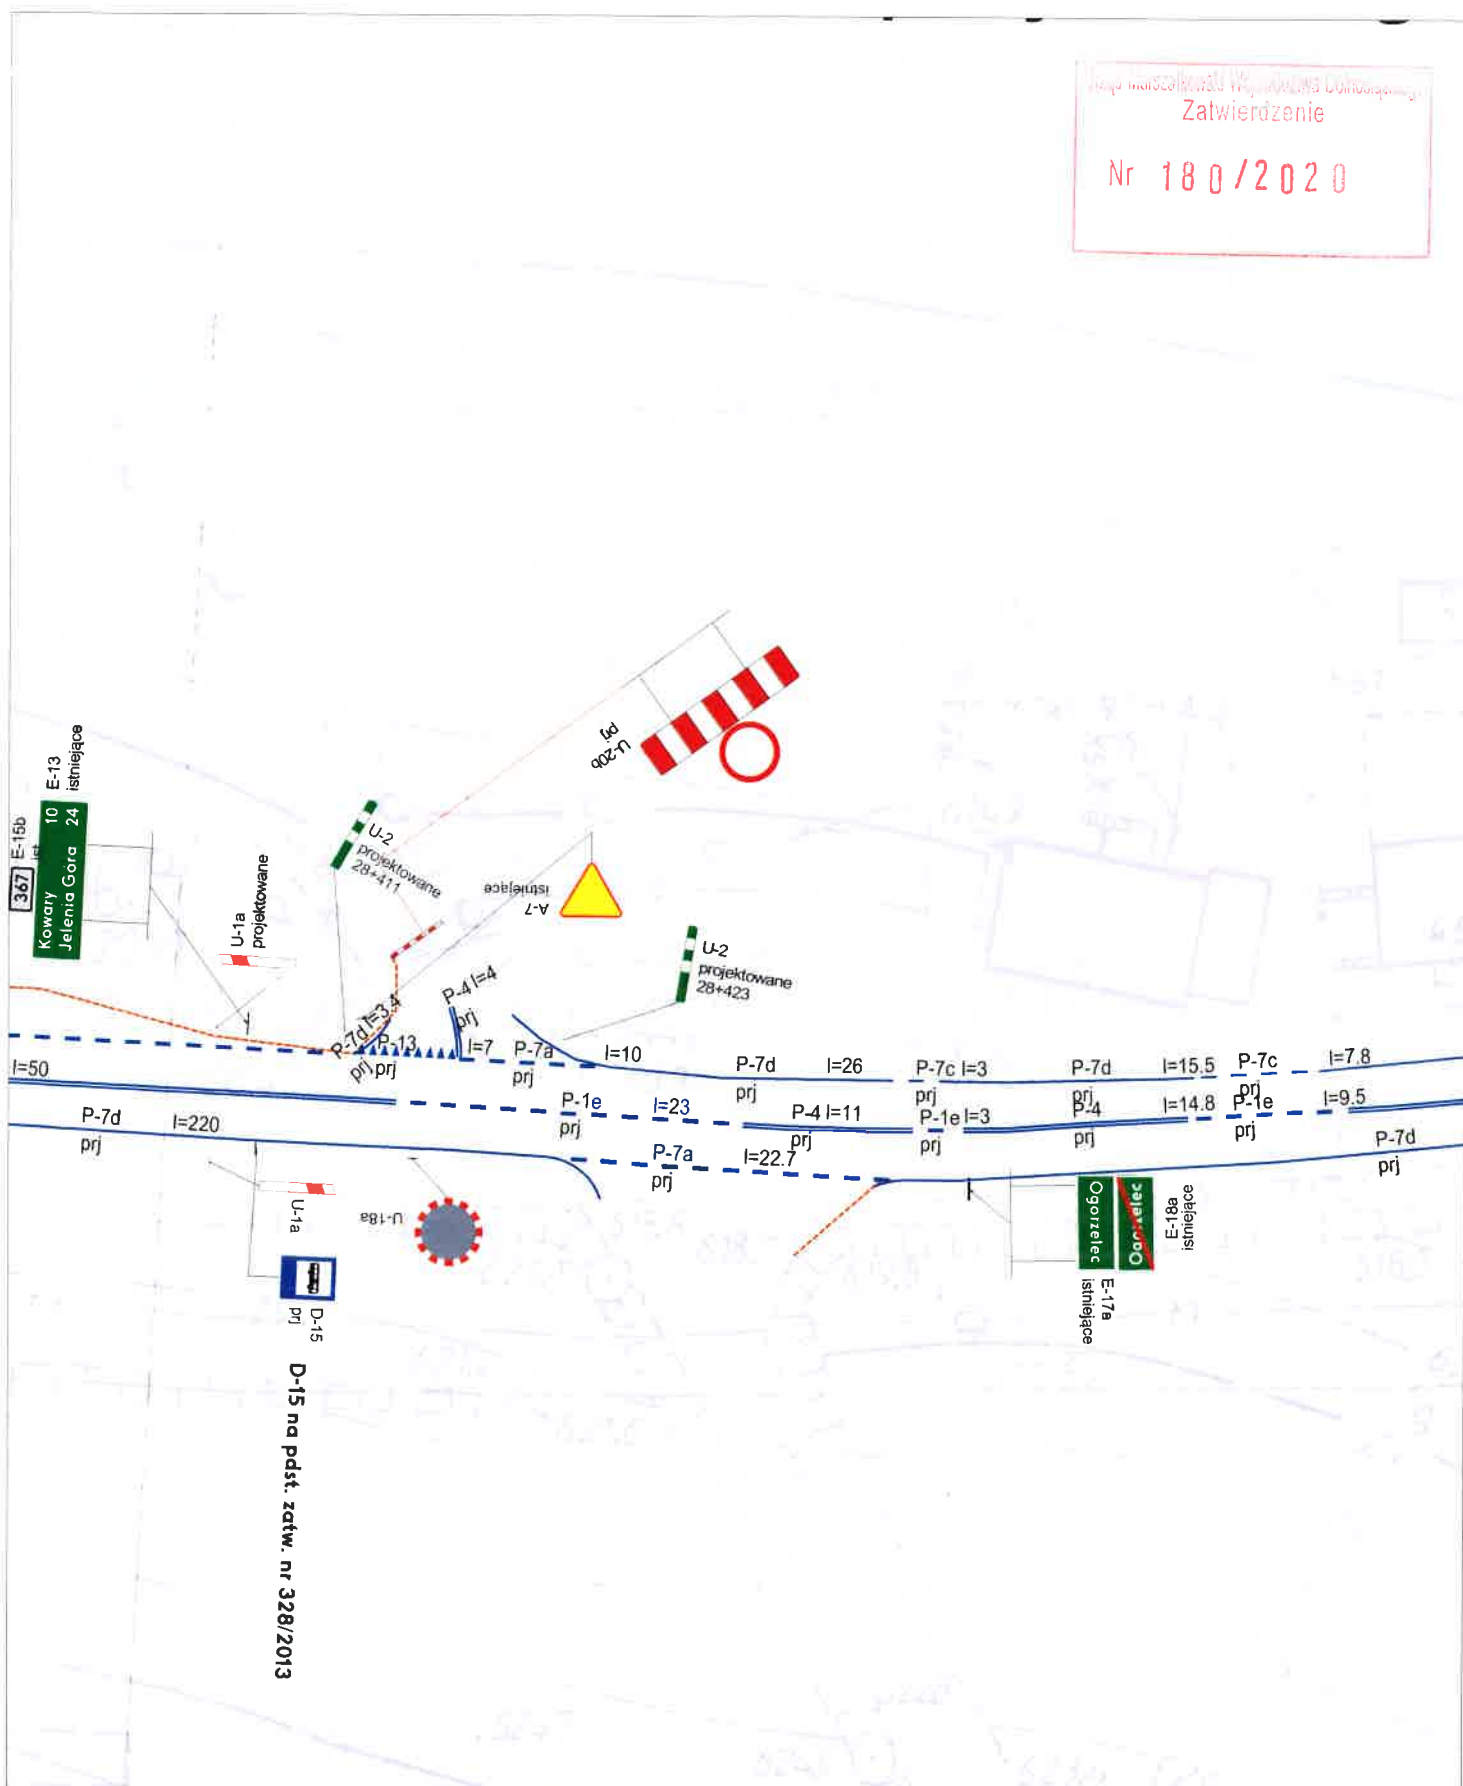 Zatwierdzenie
Nr 180/2020
E-13
istniejące
E-15b
ist
367
Kowary 10
Jelenia Góra 24
U-1a
projektowane
U-2
projektowane
28+411
U-20b
prj
A-7
istniejące
U-2
projektowane
28+423
P-4 l=4
prj
P-7d l=3.4
prj
P-13
prj
l=7
P-7a
prj
l=10
P-7d
prj
l=26
P-7c l=3
prj
P-7d
prj
l=15.5
P-7c
prj
l=7.8
l=50
P-1e
prj
l=23
P-4 l=11
prj
P-1e l=3
prj
P-4
prj
l=14.8
P-1e
prj
l=9.5
P-7d
prj
l=220
P-7a
prj
l=22.7
P-7d
prj
U-1a
U-18a
D-15
prj
Ogorzelec
Ogorzelec
E-18a
istniejące
E-17a
istniejące
D-15 na pdst. zatw. nr 328/2013